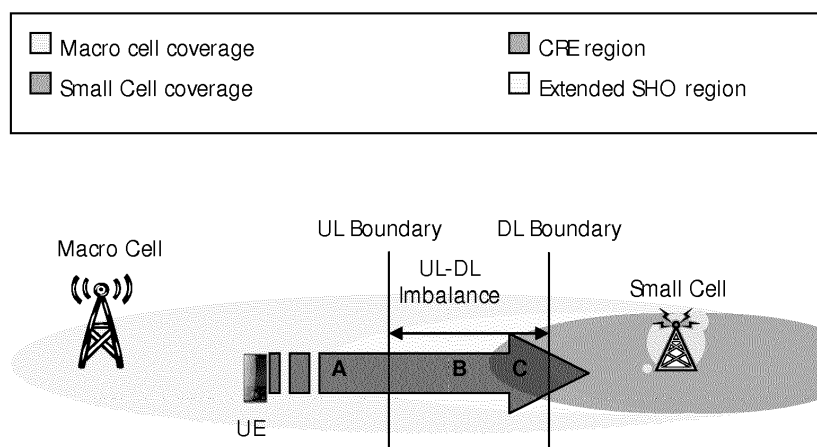 Macro cell coverage
CRE region
Small Cell coverage
Extended SHO region
UL Boundary
DL Boundary
Macro Cell
UL-DL
Imbalance
Small Cell
A
B
C
UE